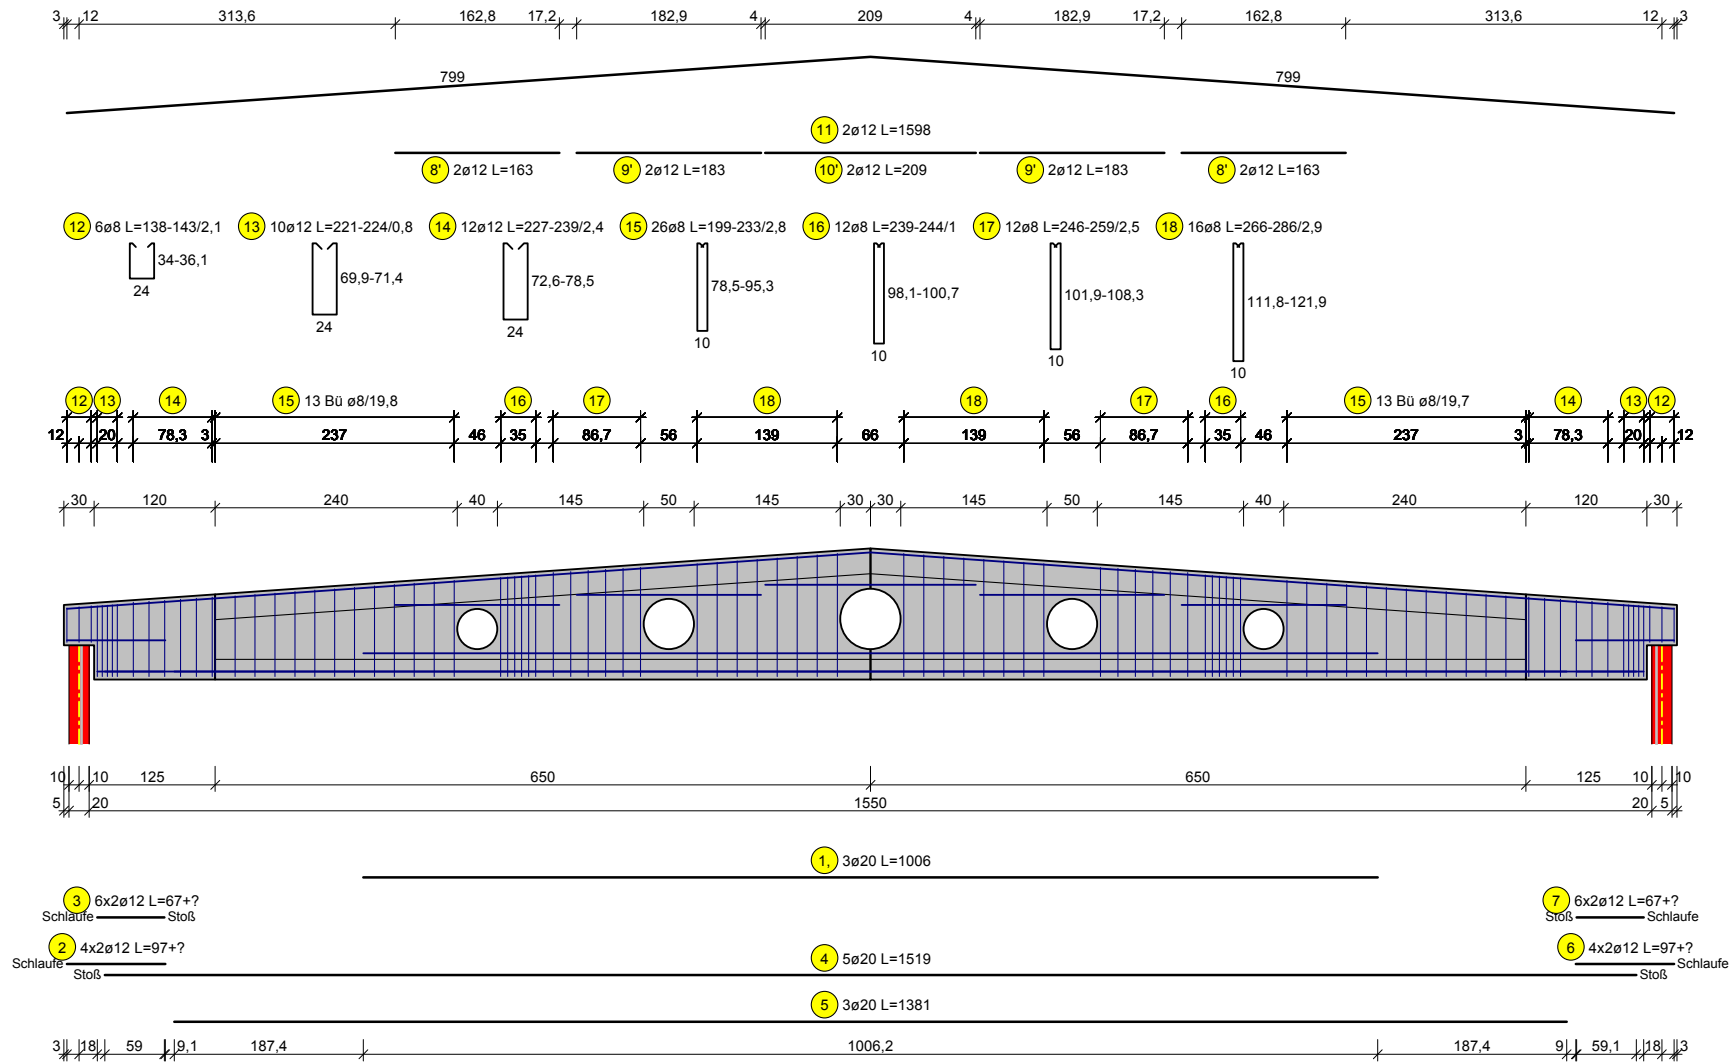 3 12 313,6 162,8 17,2 182,9 4 209 4 182,9 17,2 162,8 313,6 12 3
799 799
11 2ø12 L=1598
8' 2ø12 L=163 9' 2ø12 L=183 10' 2ø12 L=209 9' 2ø12 L=183 8' 2ø12 L=163
12 6ø8 L=138-143/2,1 13 10ø12 L=221-224/0,8 14 12ø12 L=227-239/2,4 15 26ø8 L=199-233/2,8 16 12ø8 L=239-244/1 17 12ø8 L=246-259/2,5 18 16ø8 L=266-286/2,9
34-36,1 69,9-71,4 72,6-78,5 78,5-95,3 98,1-100,7 101,9-108,3 111,8-121,9
24 24 24 10 10 10 10
12 13 14 15 13 Bü ø8/19,8 16 17 18 18 17 16 15 13 Bü ø8/19,7 14 13 12
12 20 78,3 3 237 46 35 86,7 56 139 66 139 56 86,7 35 46 237 3 78,3 20 12
30 120 240 40 145 50 145 30 30 145 50 145 40 240 120 30
10 10 125 650 650 125 10 10
5 20 1550 20 5
1, 3ø20 L=1006
3 6x2ø12 L=67+? 7 6x2ø12 L=67+?
Schlaufe Stoß Stoß Schlaufe
2 4x2ø12 L=97+? 6 4x2ø12 L=97+?
Schlaufe Schlaufe
Stoß 4 5ø20 L=1519 Stoß
5 3ø20 L=1381
3 18 59 9,1 187,4 1006,2 187,4 9 59,1 18 3